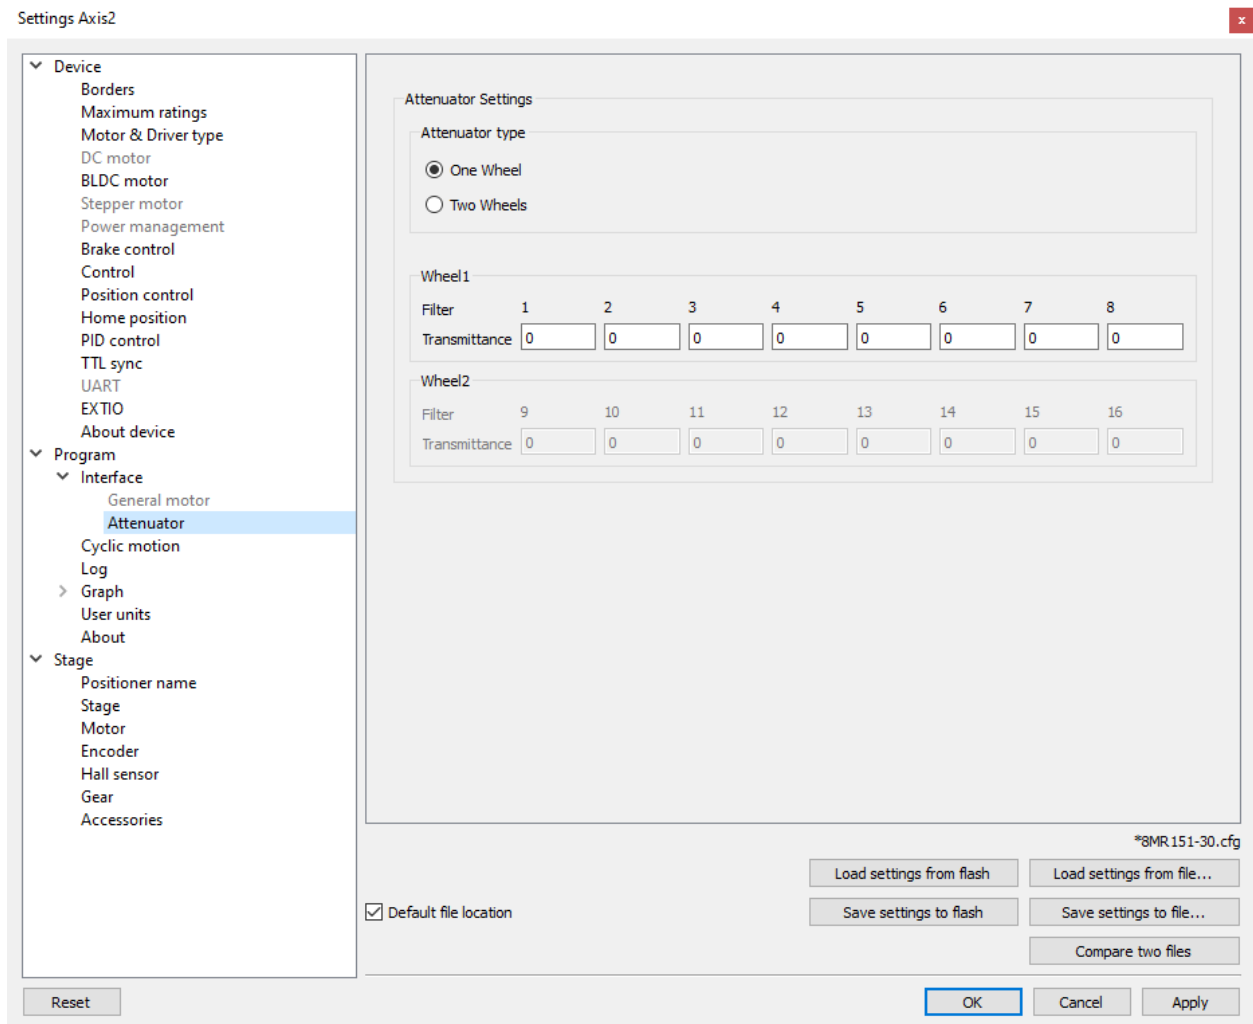 Settings Axis2
x
Device
Borders
Maximum ratings
Motor & Driver type
DC motor
BLDC motor
Stepper motor
Power management
Brake control
Control
Position control
Home position
PID control
TTL sync
UART
EXTIO
About device
Program
Interface
General motor
Attenuator
Cyclic motion
Log
Graph
User units
About
Stage
Positioner name
Stage
Motor
Encoder
Hall sensor
Gear
Accessories
Attenuator Settings
Attenuator type
One Wheel
Two Wheels
Wheel1
Filter 1 2 3 4 5 6 7 8
Transmittance 0 0 0 0 0 0 0 0
Wheel2
Filter 9 10 11 12 13 14 15 16
Transmittance 0 0 0 0 0 0 0 0
*8MR151-30.cfg
Load settings from flash Load settings from file...
Default file location Save settings to flash Save settings to file...
Compare two files
Reset OK Cancel Apply